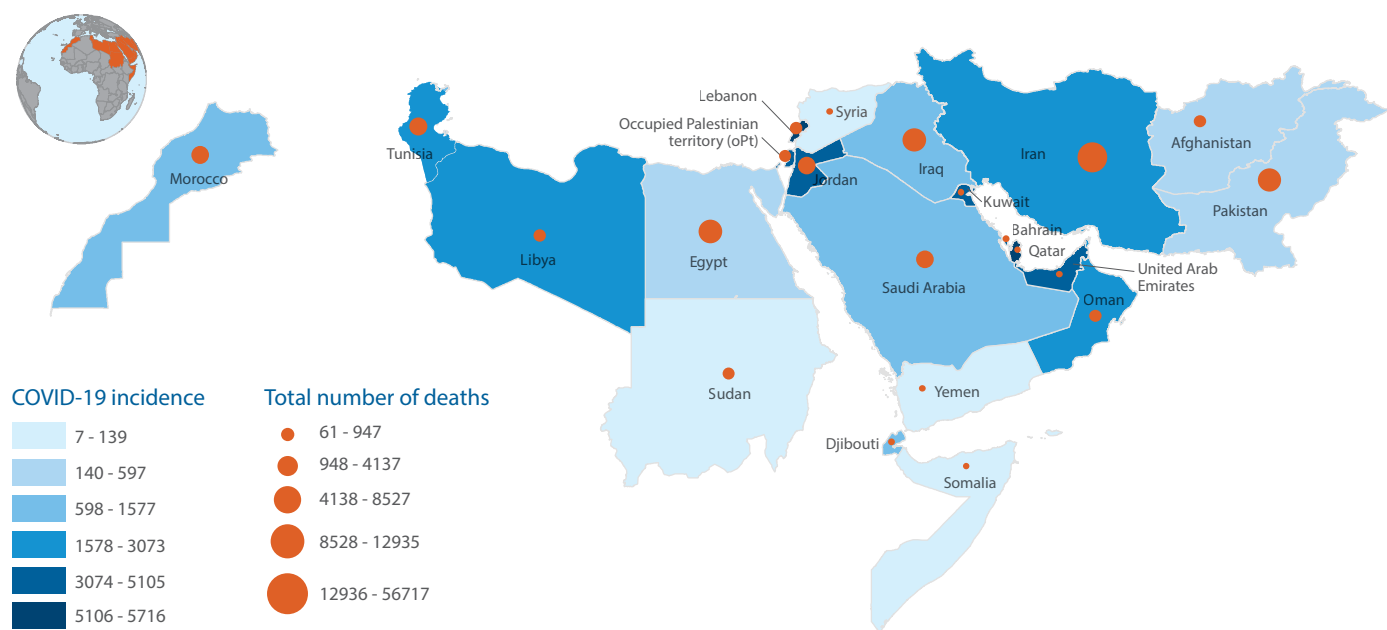 Lebanon
Syria
Occupied Palestinian
territory (oPt)
Tunisia
Iraq
Iran
Afghanistan
Morocco
Jordan
Kuwait
Pakistan
Bahrain
Qatar
Libya
Egypt
Saudi Arabia
United Arab
Emirates
Oman
Sudan
Yemen
Djibouti
Somalia
COVID-19 incidence
7 - 139
140 - 597
598 - 1577
1578 - 3073
3074 - 5105
5106 - 5716
Total number of deaths
61 - 947
948 - 4137
4138 - 8527
8528 - 12935
12936 - 56717